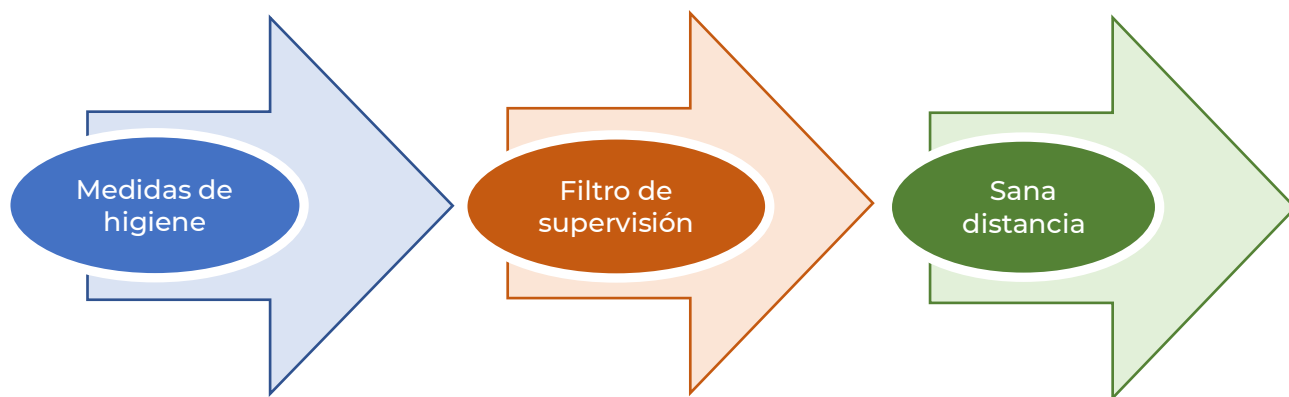 Medidas de
higiene
Filtro de
supervisión
Sana
distancia